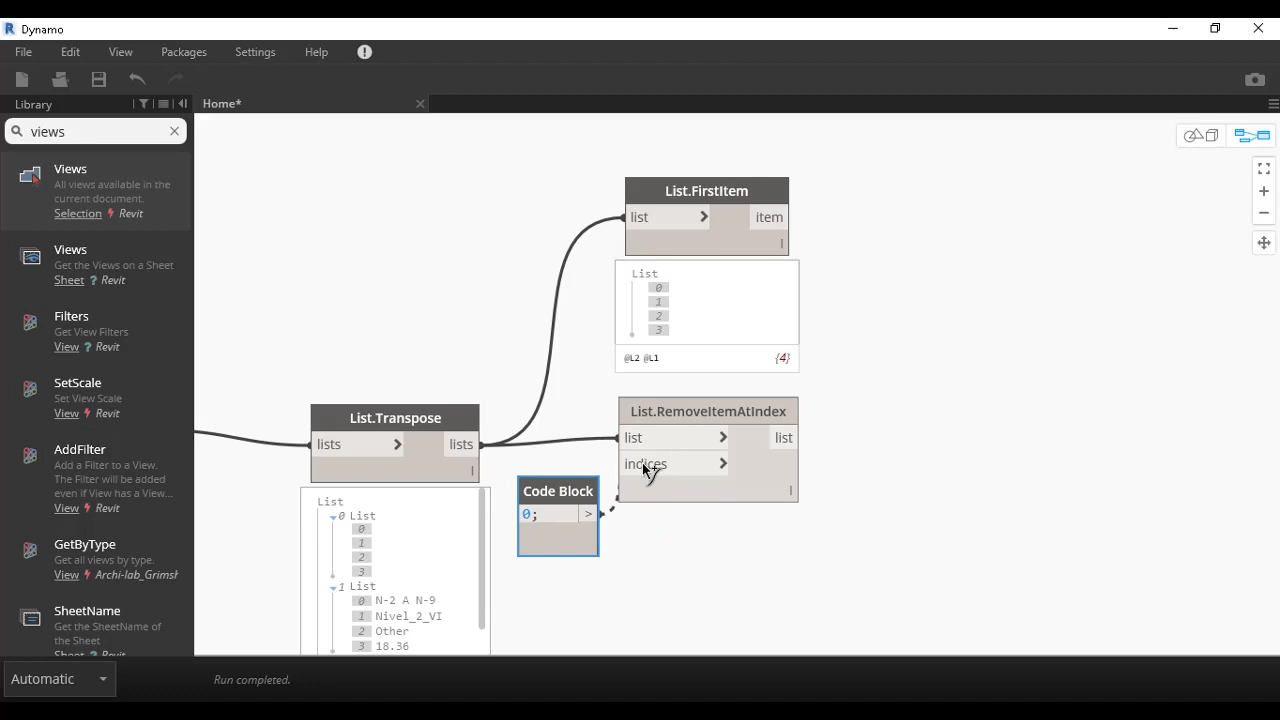 Dynamo
File Edit View Packages Settings Help
Library
Home*
views
Views
All views available in the
current document.
Selection Revit
Views
Get the Views on a Sheet
Sheet ? Revit
Filters
Get View Filters
View ? Revit
SetScale
Set View Scale
View Revit
AddFilter
Add a Filter to a View.
The Filter will be added
even if View has a View...
View Revit
GetByType
Get all views by type.
View Archi-lab_Grimsh
SheetName
Get the SheetName of
the Sheet
Sheet ? Revit
List.FirstItem
list > item
List
0
1
2
3
@L2 @L1 {4}
List.Transpose
lists > lists
List
0 List
0
1
2
3
1 List
0 N-2 A N-9
1 Nivel_2_VI
2 Other
3 18.36
Code Block
0; >
List.RemoveItemAtIndex
list > list
indices >
Automatic
Run completed.